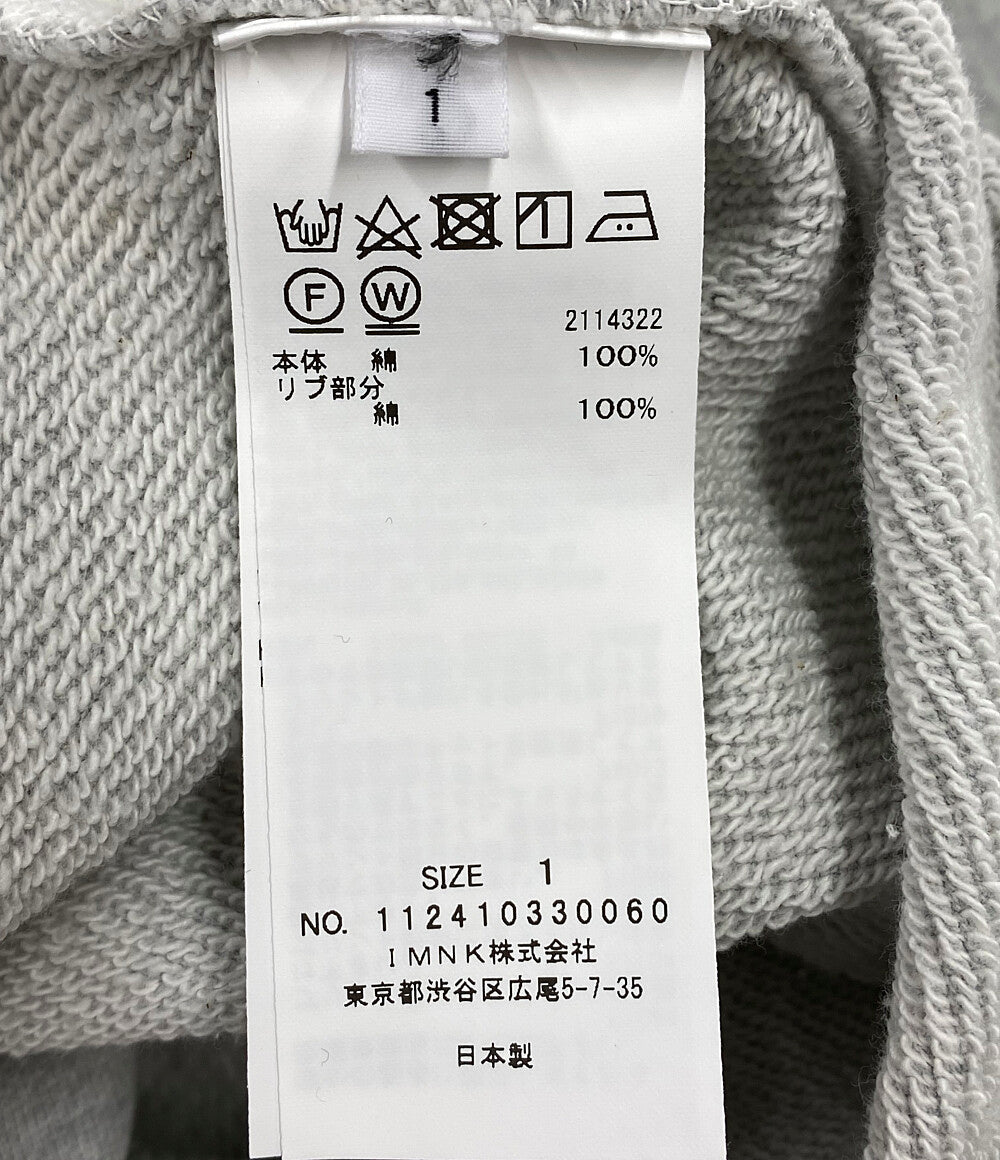 1
F W
2114322
本体 綿 100%
リブ部分
綿 100%
SIZE 1
NO. 112410330060
IMNK株式会社
東京都渋谷区広尾5-7-35
日本製